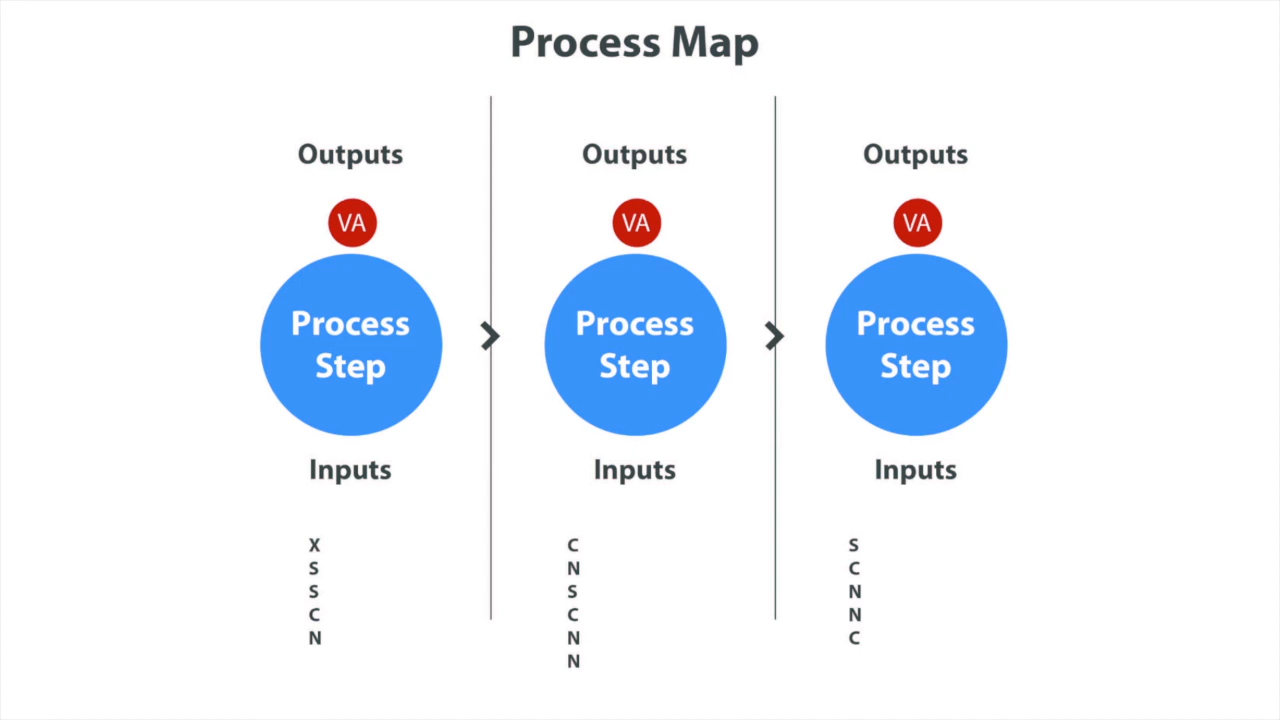 Process Map
Outputs
VA
Process
Step
Inputs
X
S
S
C
N
Outputs
VA
Process
Step
Inputs
C
N
S
C
N
N
Outputs
VA
Process
Step
Inputs
S
C
N
N
C